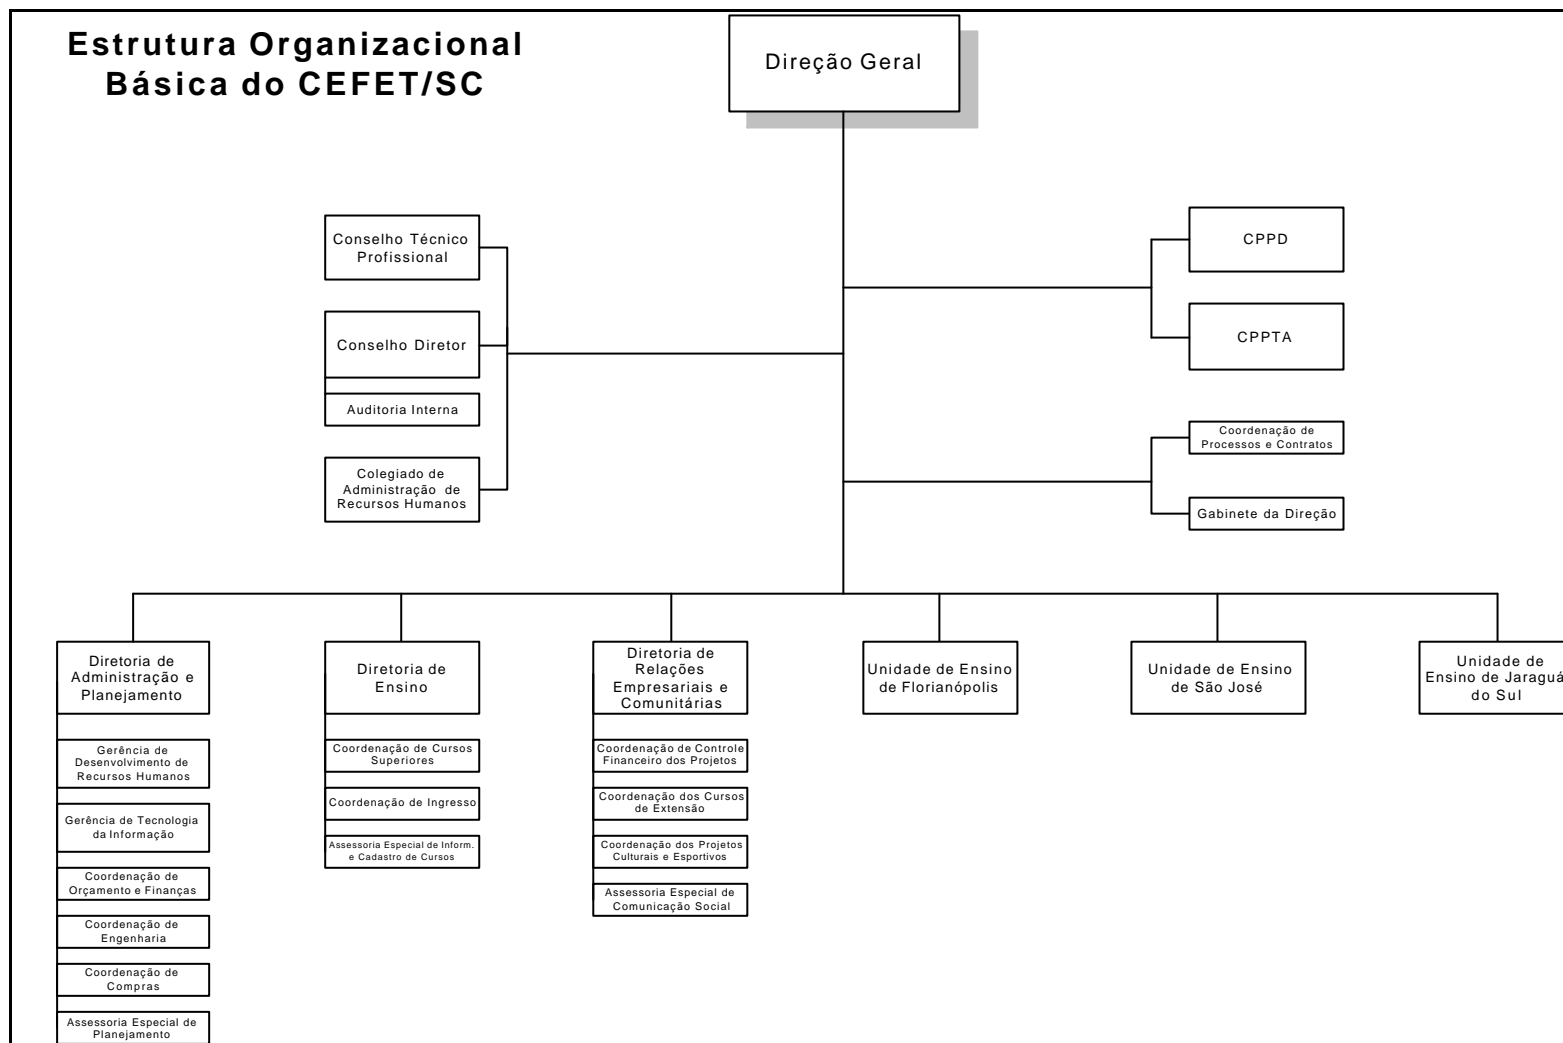 Estrutura Organizacional
Básica do CEFET/SC
Direção Geral
Conselho Técnico
Profissional
Conselho Diretor
Auditoria Interna
Colegiado de
Administração de
Recursos Humanos
CPPD
CPPTA
Coordenação de
Processos e Contratos
Gabinete da Direção
Diretoria de
Administração e
Planejamento
Gerência de
Desenvolvimento de
Recursos Humanos
Gerência de Tecnologia
da Informação
Coordenação de
Orçamento e Finanças
Coordenação de
Engenharia
Coordenação de
Compras
Assessoria Especial de
Planejamento
Diretoria de
Ensino
Coordenação de Cursos
Superiores
Coordenação de Ingresso
Assessoria Especial de Inform.
e Cadastro de Cursos
Diretoria de
Relações
Empresariais e
Comunitárias
Coordenação de Controle
Financeiro dos Projetos
Coordenação dos Cursos
de Extensão
Coordenação dos Projetos
Culturais e Esportivos
Assessoria Especial de
Comunicação Social
Unidade de Ensino
de Florianópolis
Unidade de Ensino
de São José
Unidade de
Ensino de Jaraguá
do Sul